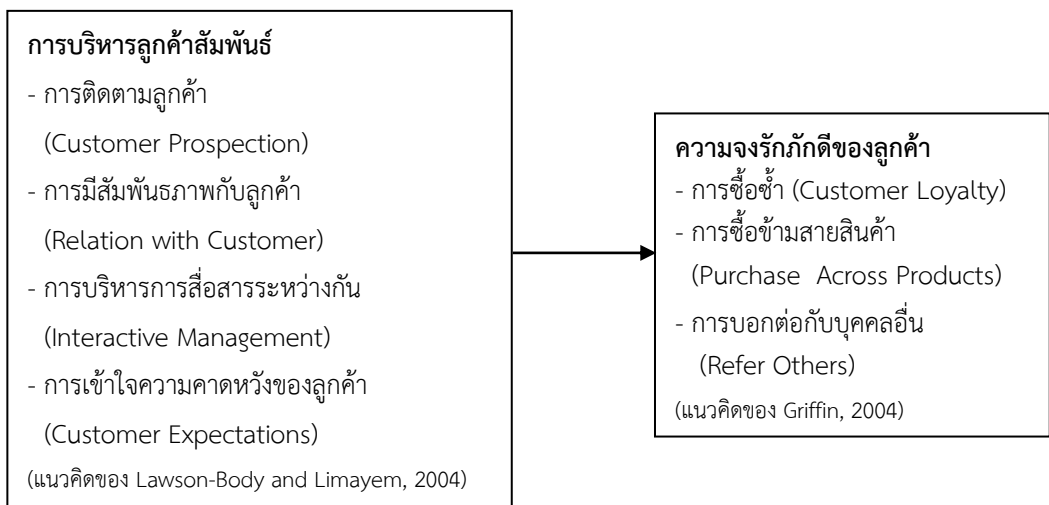 การบริหารลูกค้าสัมพันธ์
- การติดตามลูกค้า
(Customer Prospection)
- การมีสัมพันธภาพกับลูกค้า
(Relation with Customer)
- การบริหารการสื่อสารระหว่างกัน
(Interactive Management)
- การเข้าใจความคาดหวังของลูกค้า
(Customer Expectations)
(แนวคิดของ Lawson-Body and Limayem, 2004)
ความจงรักภักดีของลูกค้า
- การซื้อซ้ำ (Customer Loyalty)
- การซื้อข้ามสายสินค้า
(Purchase Across Products)
- การบอกต่อกับบุคคลอื่น
(Refer Others)
(แนวคิดของ Griffin, 2004)